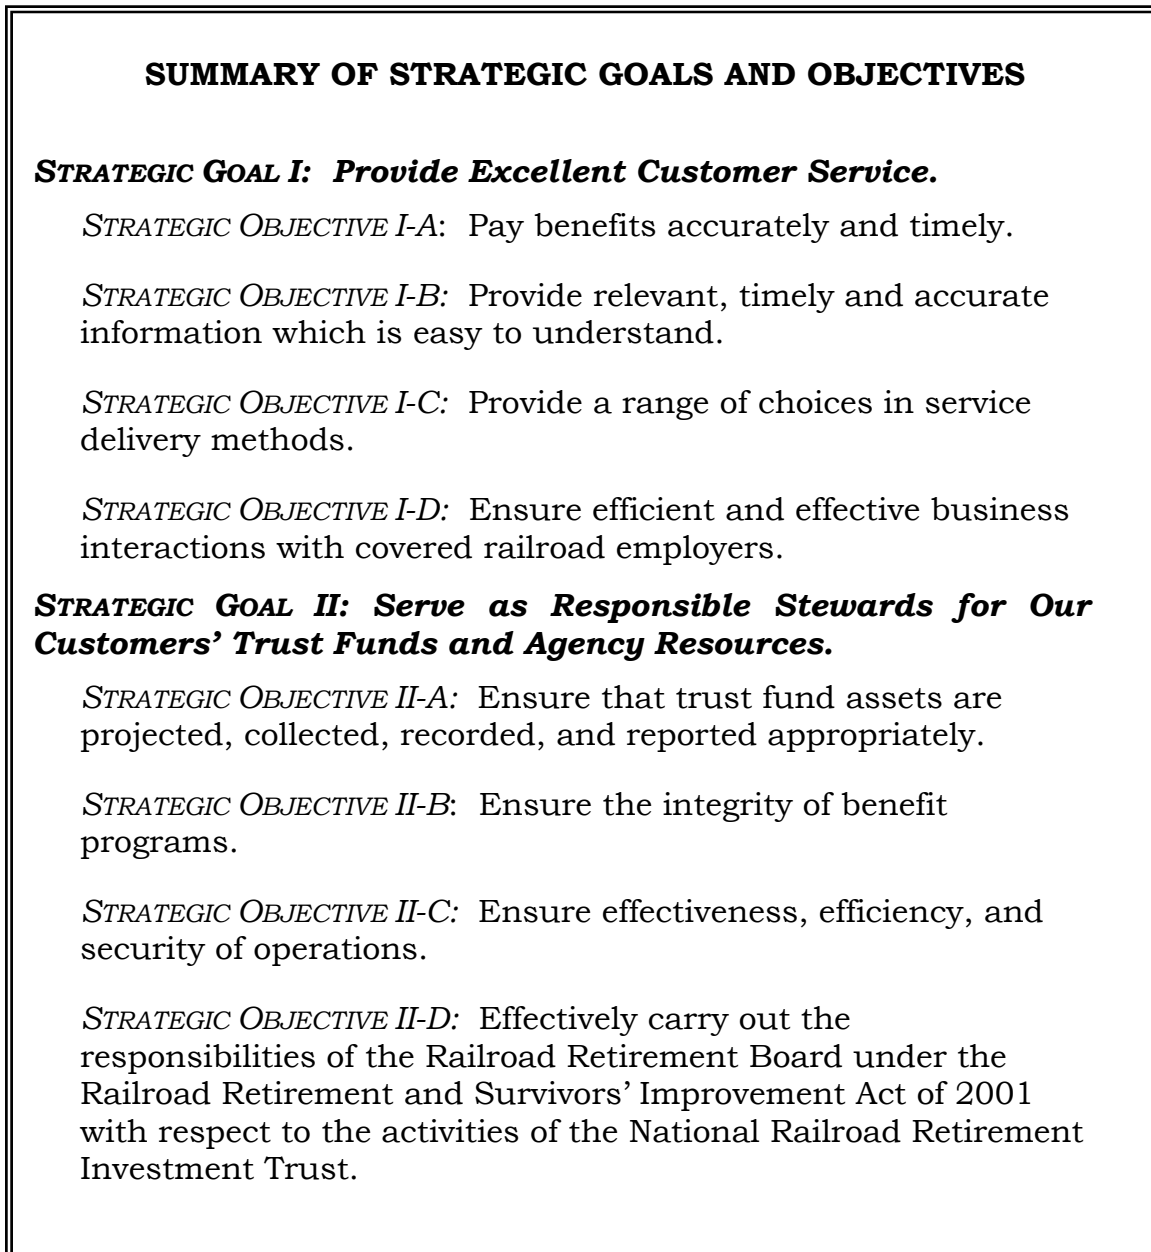 SUMMARY OF STRATEGIC GOALS AND OBJECTIVES
STRATEGIC GOAL I: Provide Excellent Customer Service.
STRATEGIC OBJECTIVE I-A: Pay benefits accurately and timely.
STRATEGIC OBJECTIVE I-B: Provide relevant, timely and accurate
information which is easy to understand.
STRATEGIC OBJECTIVE I-C: Provide a range of choices in service
delivery methods.
STRATEGIC OBJECTIVE I-D: Ensure efficient and effective business
interactions with covered railroad employers.
STRATEGIC GOAL II: Serve as Responsible Stewards for Our
Customers’ Trust Funds and Agency Resources.
STRATEGIC OBJECTIVE II-A: Ensure that trust fund assets are
projected, collected, recorded, and reported appropriately.
STRATEGIC OBJECTIVE II-B: Ensure the integrity of benefit
programs.
STRATEGIC OBJECTIVE II-C: Ensure effectiveness, efficiency, and
security of operations.
STRATEGIC OBJECTIVE II-D: Effectively carry out the
responsibilities of the Railroad Retirement Board under the
Railroad Retirement and Survivors’ Improvement Act of 2001
with respect to the activities of the National Railroad Retirement
Investment Trust.